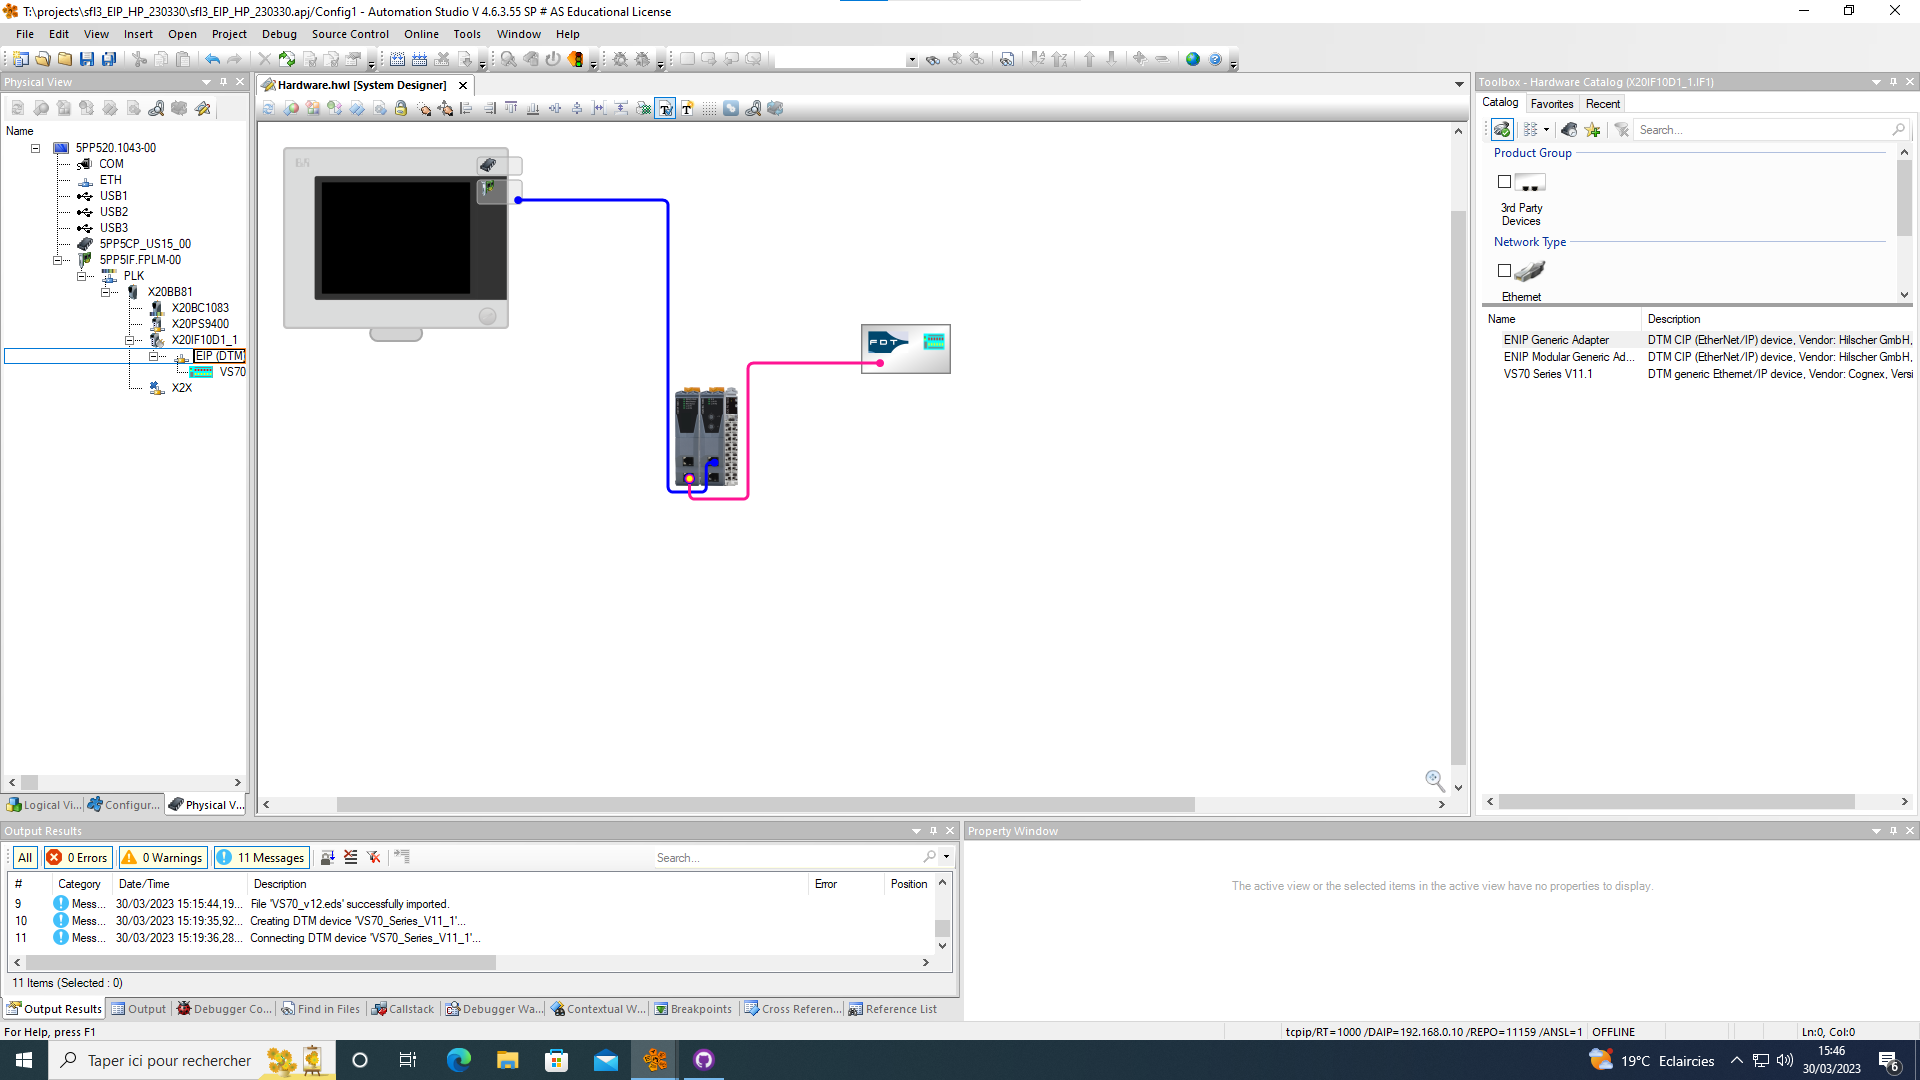 T:\projects\sfl3_EIP_HP_230330\sfl3_EIP_HP_230330.apj/Config1 - Automation Studio V 4.6.3.55 SP # AS Educational License
File Edit View Insert Open Project Debug Source Control Online Tools Window Help
Physical View
Name
5PP520.1043-00
COM
ETH
USB1
USB2
USB3
5PP5CP_US15_00
5PP5IF.FPLM-00
PLK
X20BB81
X20BC1083
X20PS9400
X20IF10D1_1
EIP (DTM)
VS70
X2X
Logical Vi... Configur... Physical V...
Hardware.hwl [System Designer]
FDT
Toolbox - Hardware Catalog (X20IF10D1_1.IF1)
Catalog Favorites Recent
Search...
Product Group
3rd Party
Devices
Network Type
Ethernet
Name Description
ENIP Generic Adapter DTM CIP (EtherNet/IP) device, Vendor: Hilscher GmbH,
ENIP Modular Generic Ad... DTM CIP (EtherNet/IP) device, Vendor: Hilscher GmbH,
VS70 Series V11.1 DTM generic Ethernet/IP device, Vendor: Cognex, Versi
Output Results
All 0 Errors 0 Warnings 11 Messages Search...
# Category Date/Time Description Error Position
9 Mess... 30/03/2023 15:15:44,19... File 'VS70_v12.eds' successfully imported.
10 Mess... 30/03/2023 15:19:35,92... Creating DTM device 'VS70_Series_V11_1'...
11 Mess... 30/03/2023 15:19:36,28... Connecting DTM device 'VS70_Series_V11_1'...
11 Items (Selected : 0)
Output Results Output Debugger Co... Find in Files Callstack Debugger Wa... Contextual W... Breakpoints Cross Referen... Reference List
Property Window
The active view or the selected items in the active view have no properties to display.
For Help, press F1
tcpip/RT=1000 /DAIP=192.168.0.10 /REPO=11159 /ANSL=1 OFFLINE Ln:0, Col:0
Taper ici pour rechercher
19°C Eclaircies
15:46
30/03/2023
6